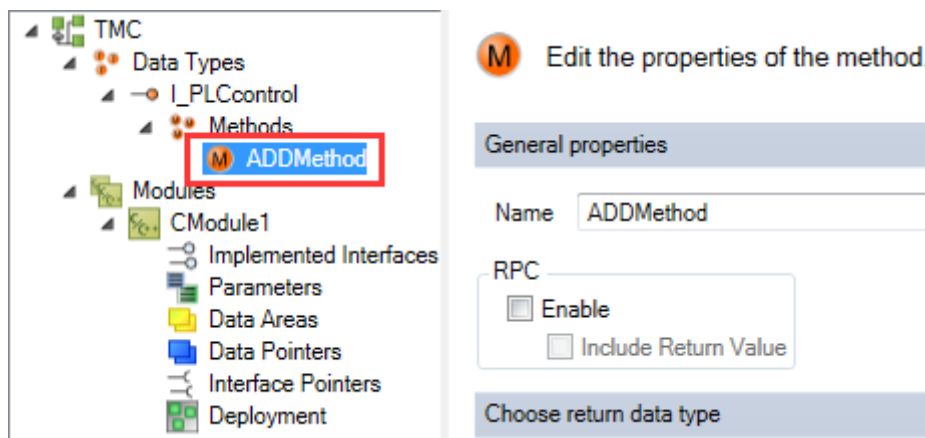 TMC
Data Types
I_PLCcontrol
Methods
M ADDMethod
Modules
C/C++ CModule1
Implemented Interfaces
Parameters
Data Areas
Data Pointers
Interface Pointers
Deployment
M Edit the properties of the method.
General properties
Name ADDMethod
RPC
Enable
Include Return Value
Choose return data type